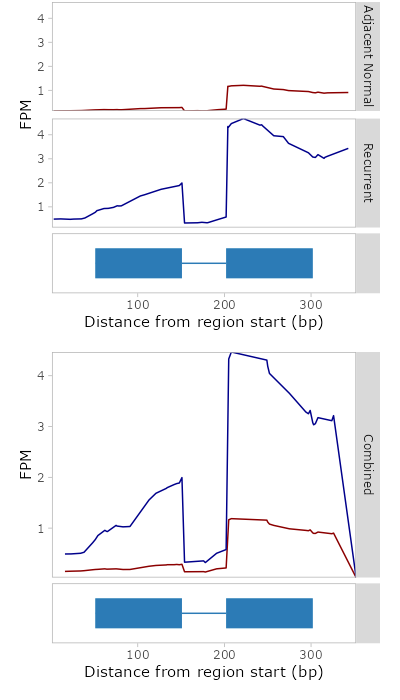 4
3
2
1
Adjacent Normal
FPM
4
3
2
1
Recurrent
100
200
300
Distance from region start (bp)
4
FPM
2
1
Combined
100
200
300
Distance from region start (bp)